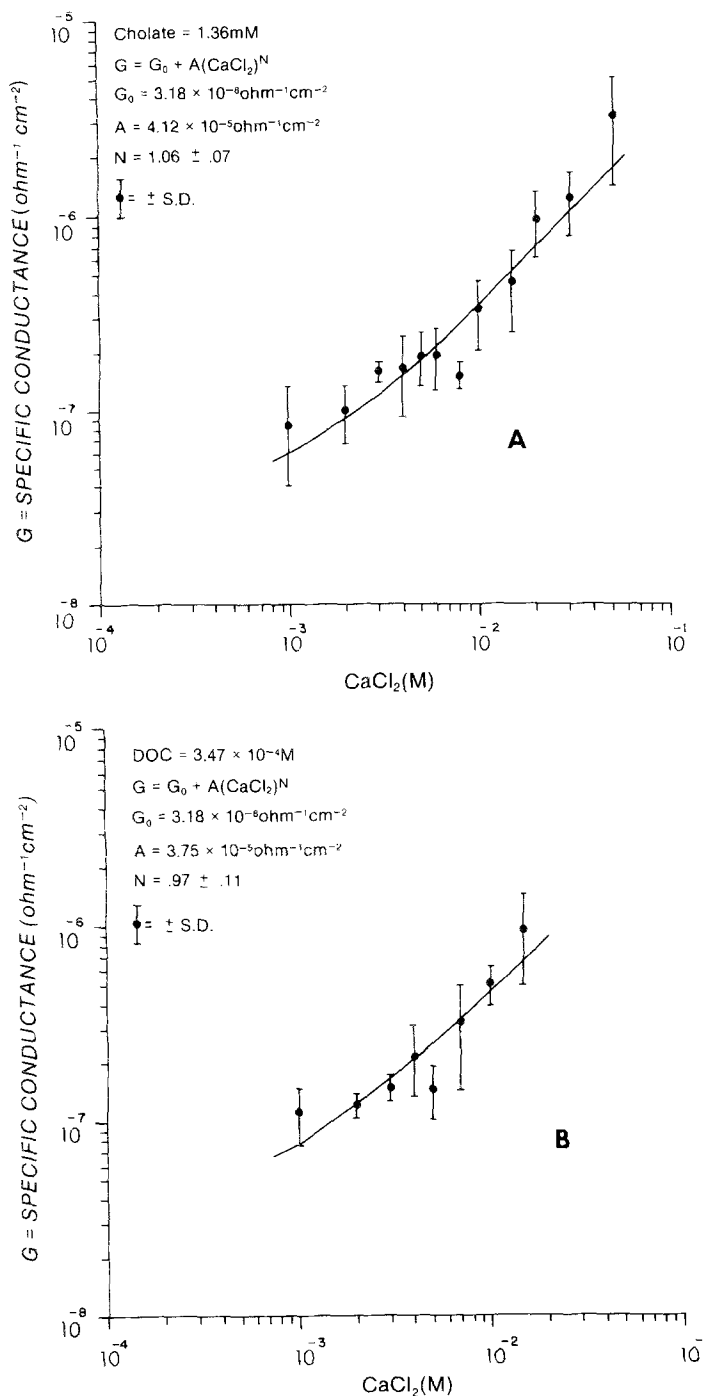 10⁻⁵
Cholate = 1.36mM
G = G₀ + A(CaCl₂)ᴺ
G₀ = 3.18 × 10⁻⁸ohm⁻¹cm⁻²
A = 4.12 × 10⁻⁵ohm⁻¹cm⁻²
N = 1.06 ± .07
= ± S.D.
G = SPECIFIC CONDUCTANCE (ohm⁻¹ cm⁻²)
10⁻⁶
10⁻⁷
A
10⁻⁸
10⁻⁴ 10⁻³ 10⁻² 10⁻¹
CaCl₂(M)
10⁻⁵
DOC = 3.47 × 10⁻⁴M
G = G₀ + A(CaCl₂)ᴺ
G₀ = 3.18 × 10⁻⁸ohm⁻¹cm⁻²
A = 3.75 × 10⁻⁵ohm⁻¹cm⁻²
N = .97 ± .11
= ± S.D.
G = SPECIFIC CONDUCTANCE (ohm⁻¹cm⁻²)
10⁻⁶
10⁻⁷
B
10⁻⁸
10⁻⁴ 10⁻³ 10⁻² 10⁻
CaCl₂(M)